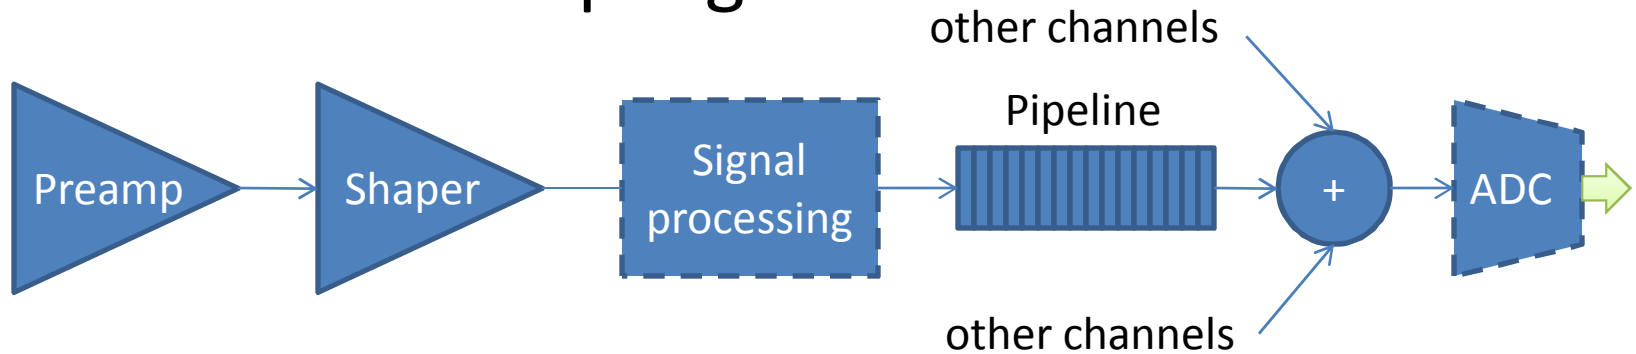 other channels
Pipeline
Preamp
Shaper
Signal
processing
+
ADC
other channels